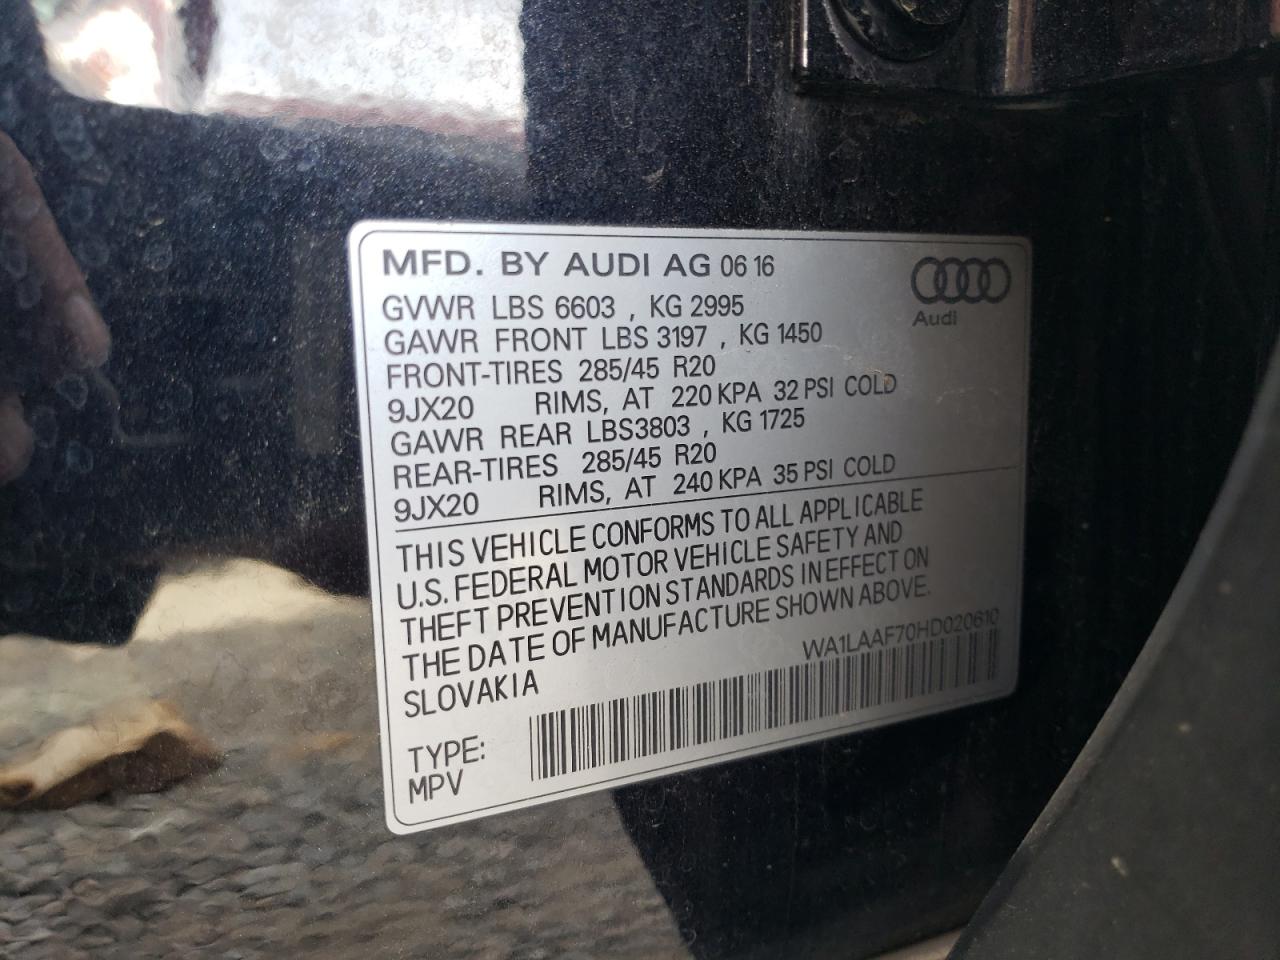 MFD. BY AUDI AG 06 16
Audi
GVWR LBS 6603 , KG 2995
GAWR FRONT LBS 3197 , KG 1450
FRONT-TIRES 285/45 R20
9JX20 RIMS, AT 220 KPA 32 PSI COLD
GAWR REAR LBS3803 , KG 1725
REAR-TIRES 285/45 R20
9JX20 RIMS, AT 240 KPA 35 PSI COLD
THIS VEHICLE CONFORMS TO ALL APPLICABLE
U.S. FEDERAL MOTOR VEHICLE SAFETY AND
THEFT PREVENTION STANDARDS IN EFFECT ON
THE DATE OF MANUFACTURE SHOWN ABOVE.
SLOVAKIA
WA1LAAF70HD020610
TYPE:
MPV